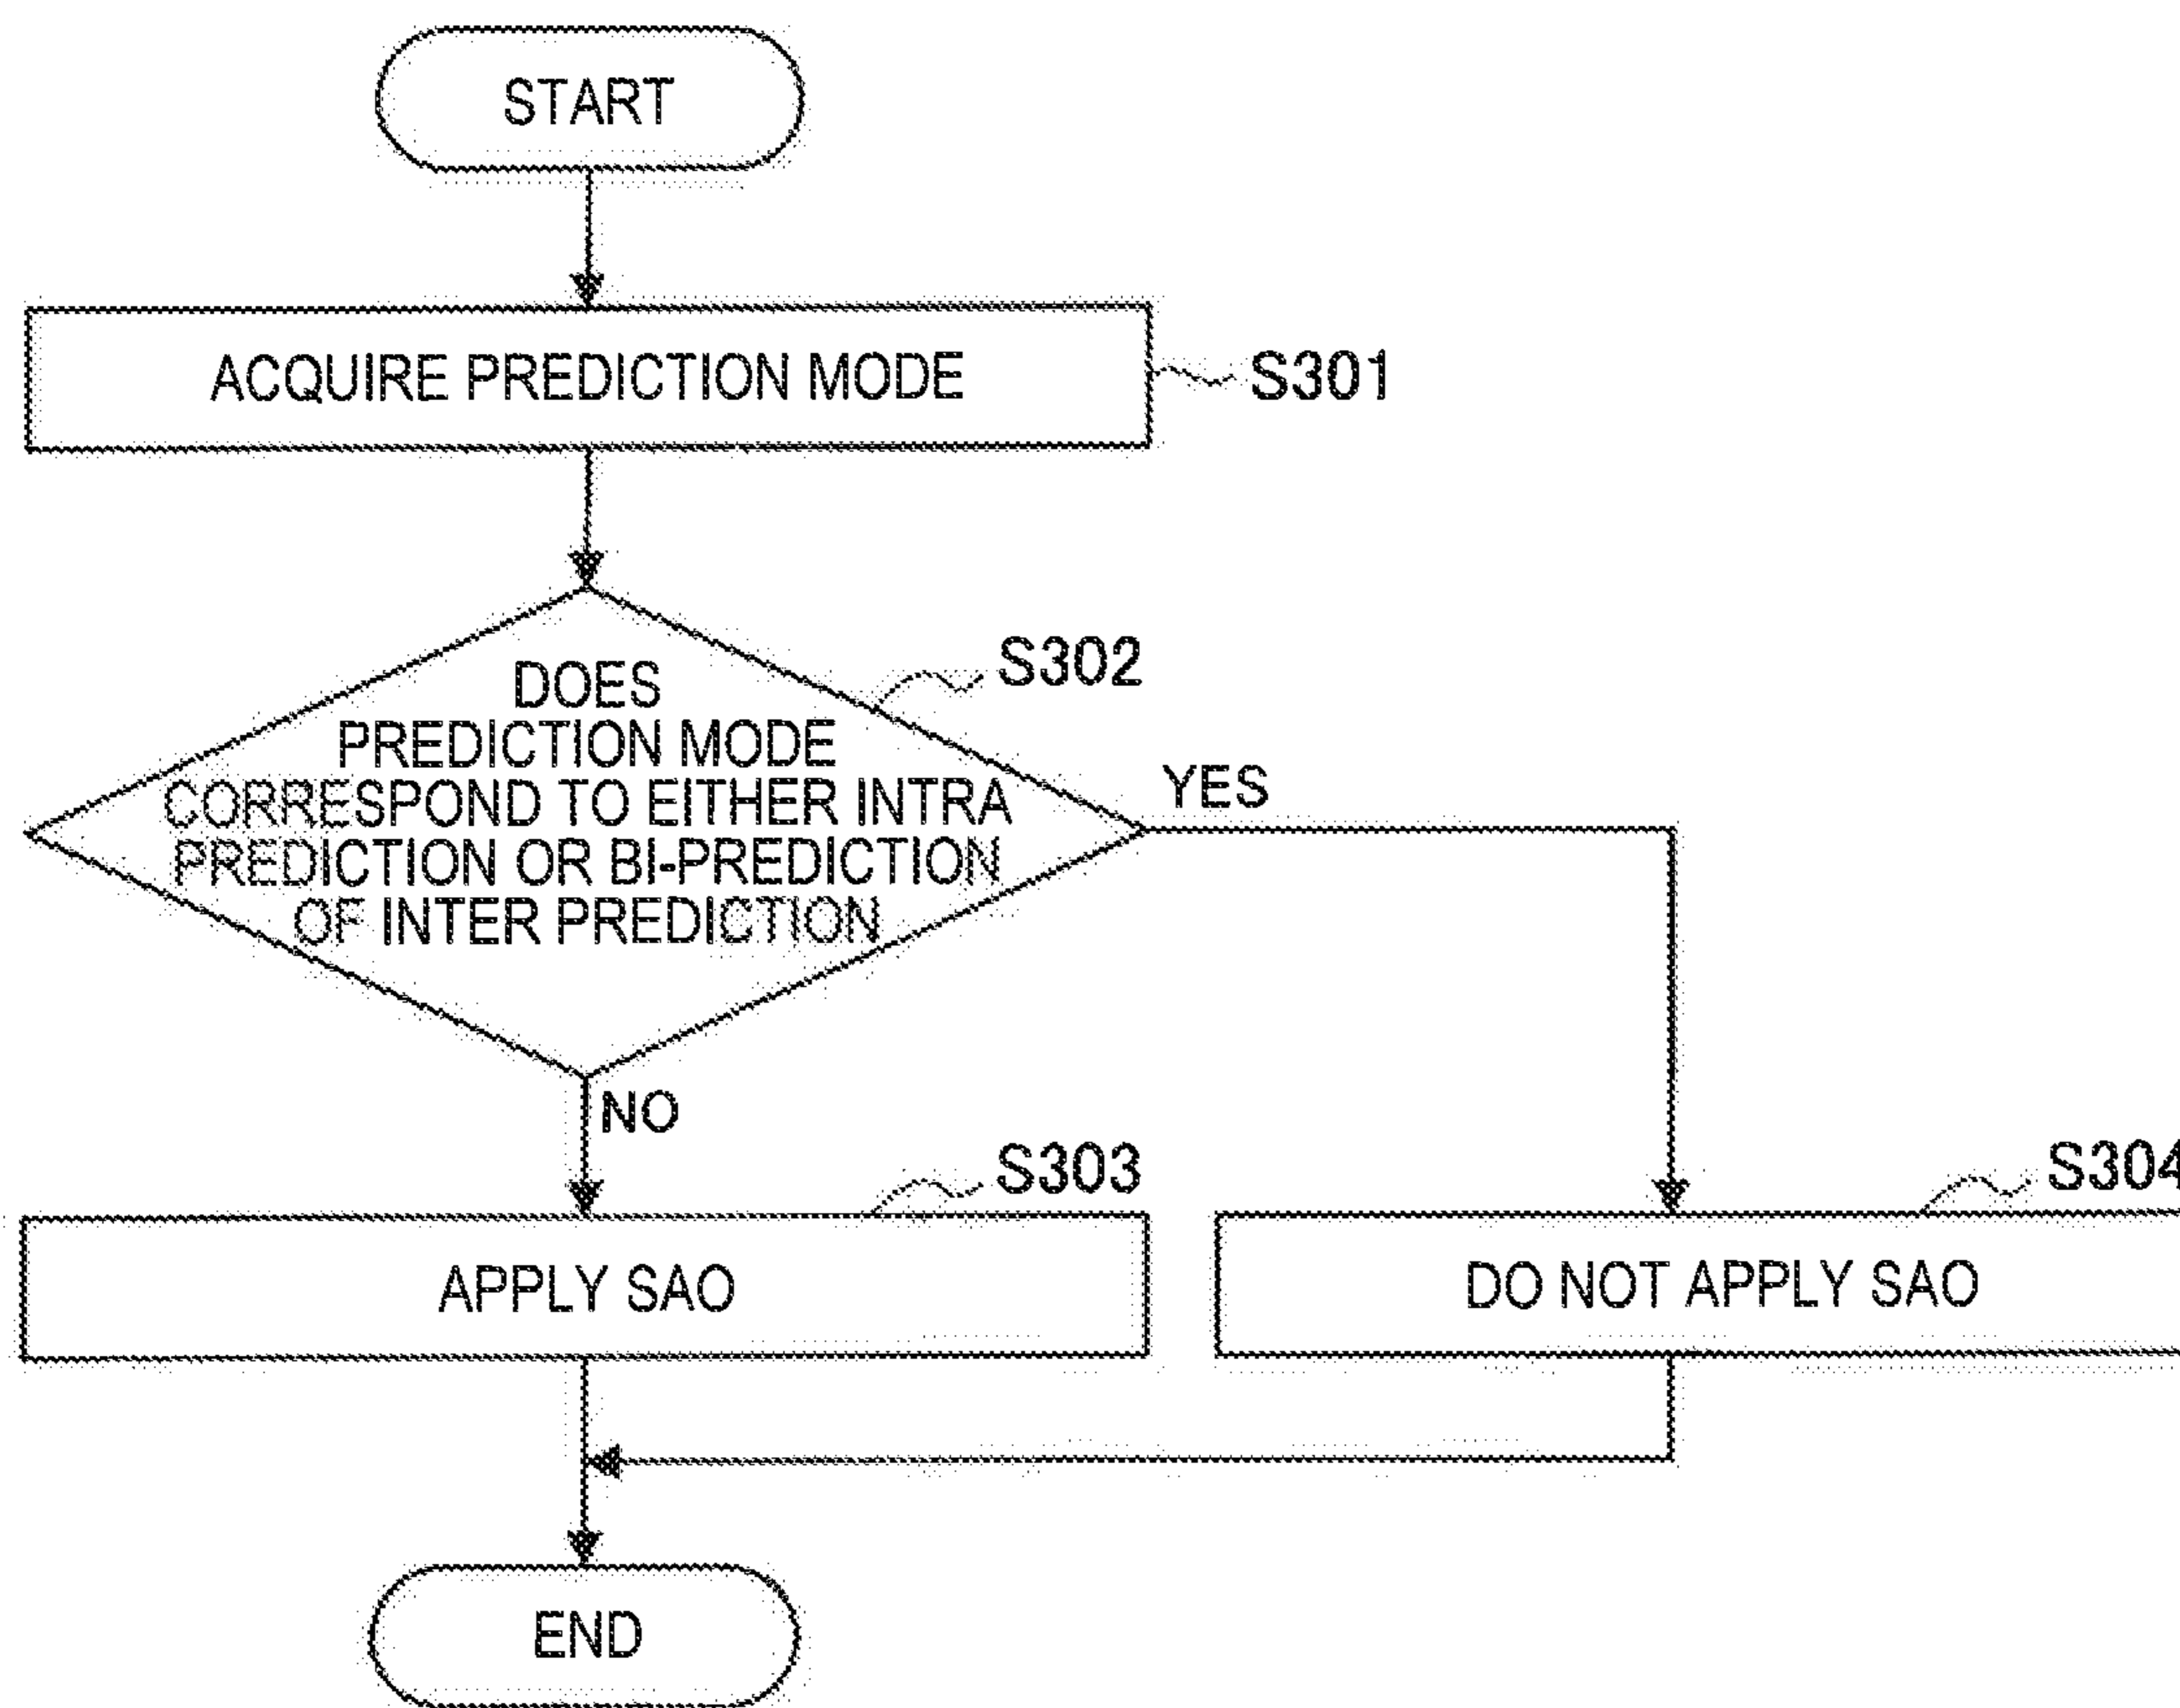 START
ACQUIRE PREDICTION MODE
S301
DOES
PREDICTION MODE
CORRESPOND TO EITHER INTRA
PREDICTION OR BI-PREDICTION
OF INTER PREDICTION
S302
YES
NO
S303
S304
APPLY SAO
DO NOT APPLY SAO
END